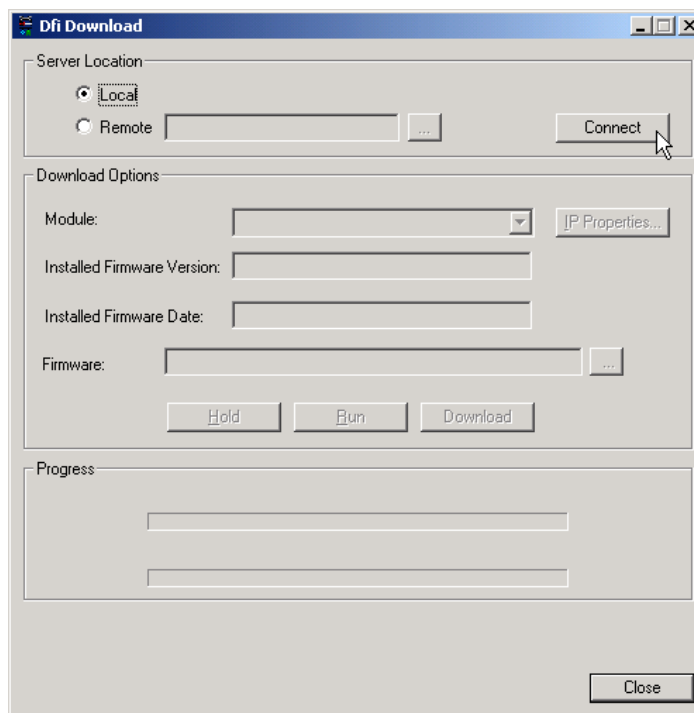 Dfi Download
Server Location
Local
Remote
...
Connect
Download Options
Module:
IP Properties...
Installed Firmware Version:
Installed Firmware Date:
Firmware:
...
Hold
Run
Download
Progress
Close